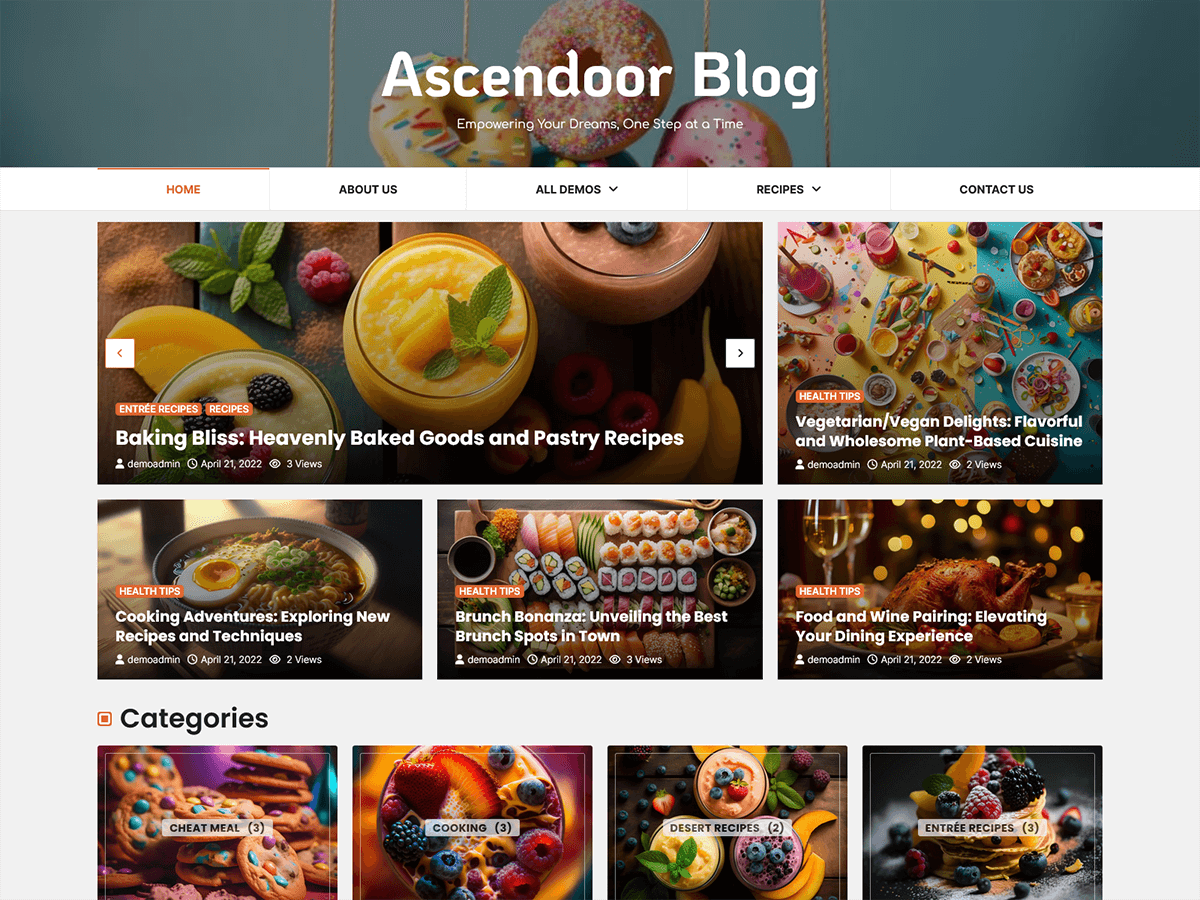 Ascendoor Blog
Empowering Your Dreams, One Step at a Time
HOME
ABOUT US
ALL DEMOS
RECIPES
CONTACT US
ENTRÉE RECIPES RECIPES
Baking Bliss: Heavenly Baked Goods and Pastry Recipes
demoadmin April 21, 2022 3 Views
HEALTH TIPS
Vegetarian/Vegan Delights: Flavorful
and Wholesome Plant-Based Cuisine
demoadmin April 21, 2022 2 Views
HEALTH TIPS
Cooking Adventures: Exploring New
Recipes and Techniques
demoadmin April 21, 2022 2 Views
HEALTH TIPS
Brunch Bonanza: Unveiling the Best
Brunch Spots in Town
demoadmin April 21, 2022 3 Views
HEALTH TIPS
Food and Wine Pairing: Elevating
Your Dining Experience
demoadmin April 21, 2022 2 Views
Categories
CHEAT MEAL (3)
COOKING (3)
DESERT RECIPES (2)
ENTRÉE RECIPES (3)